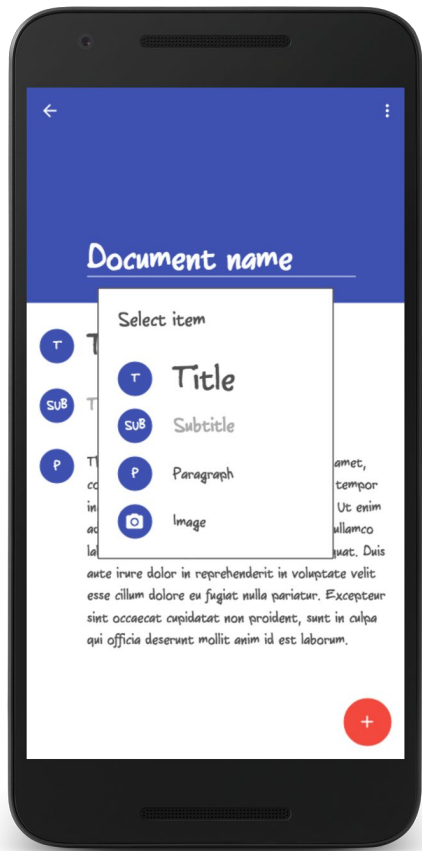 Document name
Select item
T
T
Title
SUB
T
SUB
Subtitle
P
P
Paragraph
amet,
tempor
Image
Ut enim
ullamco
quat. Duis
aute irure dolor in reprehenderit in voluptate velit
esse cillum dolore eu fugiat nulla pariatur. Excepteur
sint occaecat cupidatat non proident, sunt in culpa
qui officia deserunt mollit anim id est laborum.